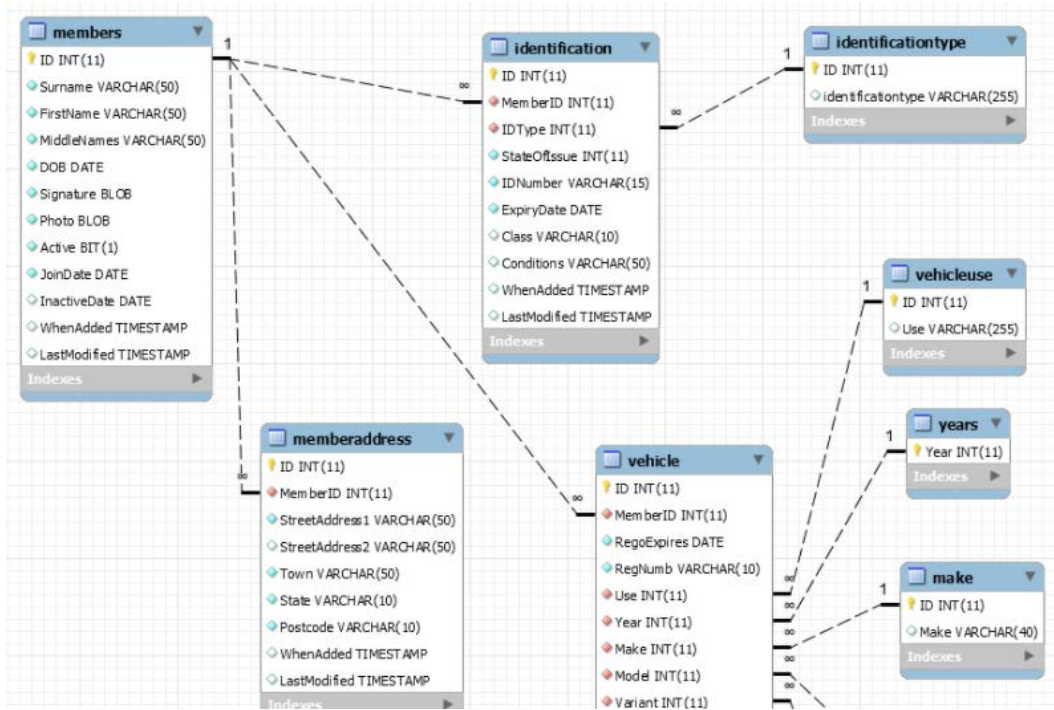 members
ID INT(11)
Surname VARCHAR(50)
FirstName VARCHAR(50)
MiddleNames VARCHAR(50)
DOB DATE
Signature BLOB
Photo BLOB
Active BIT(1)
JoinDate DATE
InactiveDate DATE
WhenAdded TIMESTAMP
LastModified TIMESTAMP
Indexes
1
∞
identification
ID INT(11)
MemberID INT(11)
IDType INT(11)
StateOfIssue INT(11)
IDNumber VARCHAR(15)
ExpiryDate DATE
Class VARCHAR(10)
Conditions VARCHAR(50)
WhenAdded TIMESTAMP
LastModified TIMESTAMP
Indexes
∞
1
identificationtype
ID INT(11)
identificationtype VARCHAR(255)
Indexes
∞
memberaddress
ID INT(11)
MemberID INT(11)
StreetAddress1 VARCHAR(50)
StreetAddress2 VARCHAR(50)
Town VARCHAR(50)
State VARCHAR(10)
Postcode VARCHAR(10)
WhenAdded TIMESTAMP
LastModified TIMESTAMP
Indexes
∞
vehicle
ID INT(11)
MemberID INT(11)
RegoExpires DATE
RegNumb VARCHAR(10)
Use INT(11)
Year INT(11)
Make INT(11)
Model INT(11)
Variant INT(11)
∞
∞
∞
∞
∞
1
vehicleuse
ID INT(11)
Use VARCHAR(255)
Indexes
1
years
Year INT(11)
Indexes
1
make
ID INT(11)
Make VARCHAR(40)
Indexes